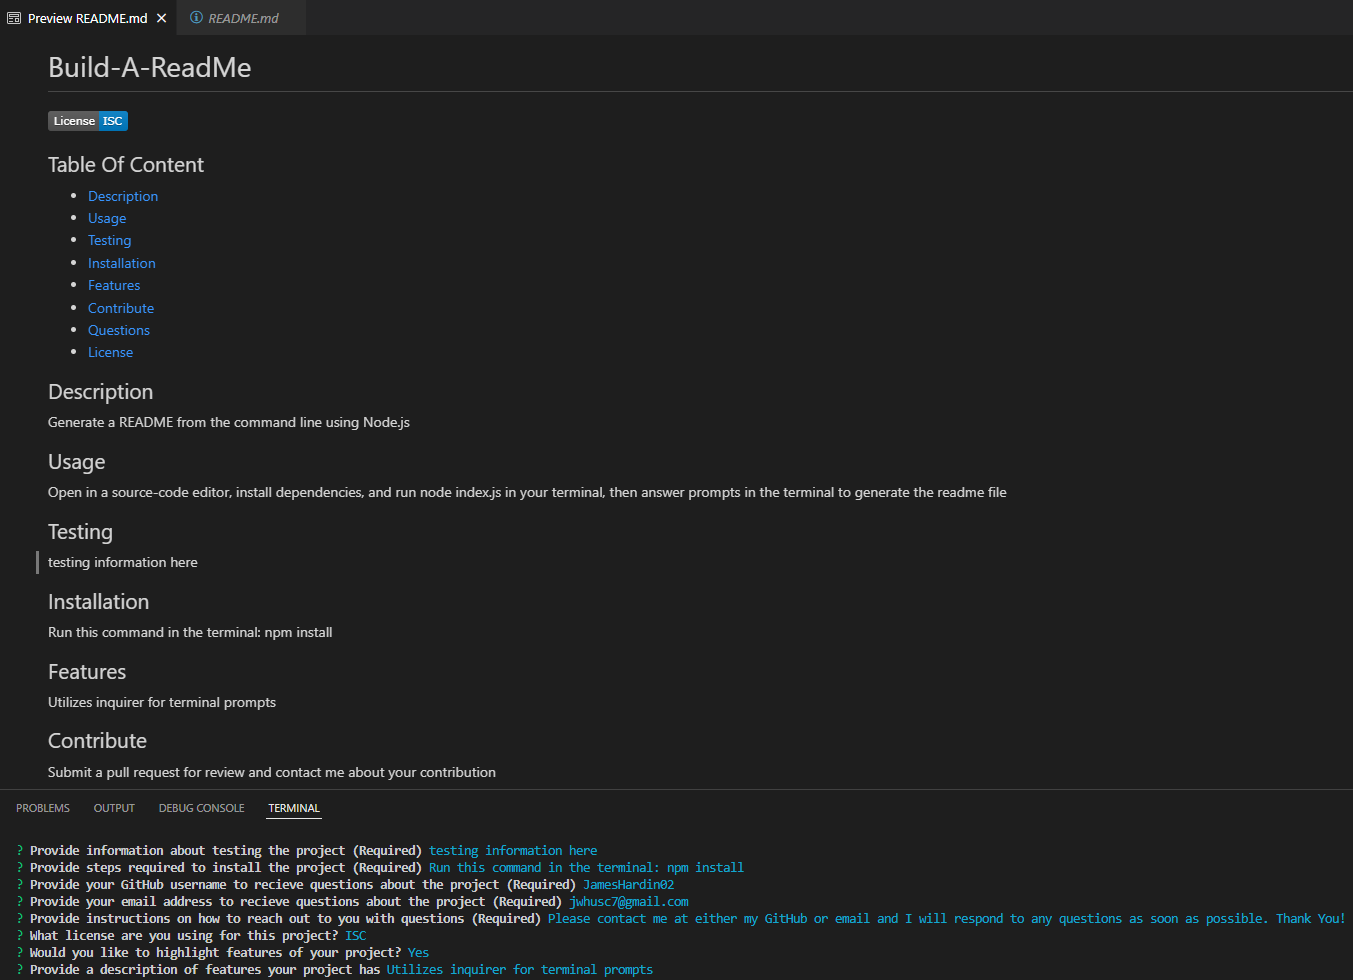 Preview README.md
README.md
Build-A-ReadMe
License ISC
Table Of Content
Description
Usage
Testing
Installation
Features
Contribute
Questions
License
Description
Generate a README from the command line using Node.js
Usage
Open in a source-code editor, install dependencies, and run node index.js in your terminal, then answer prompts in the terminal to generate the readme file
Testing
testing information here
Installation
Run this command in the terminal: npm install
Features
Utilizes inquirer for terminal prompts
Contribute
Submit a pull request for review and contact me about your contribution
PROBLEMS OUTPUT DEBUG CONSOLE TERMINAL
? Provide information about testing the project (Required) testing information here
? Provide steps required to install the project (Required) Run this command in the terminal: npm install
? Provide your GitHub username to recieve questions about the project (Required) JamesHardin02
? Provide your email address to recieve questions about the project (Required) jwhusc7@gmail.com
? Provide instructions on how to reach out to you with questions (Required) Please contact me at either my GitHub or email and I will respond to any questions as soon as possible. Thank You!
? What license are you using for this project? ISC
? Would you like to highlight features of your project? Yes
? Provide a description of features your project has Utilizes inquirer for terminal prompts